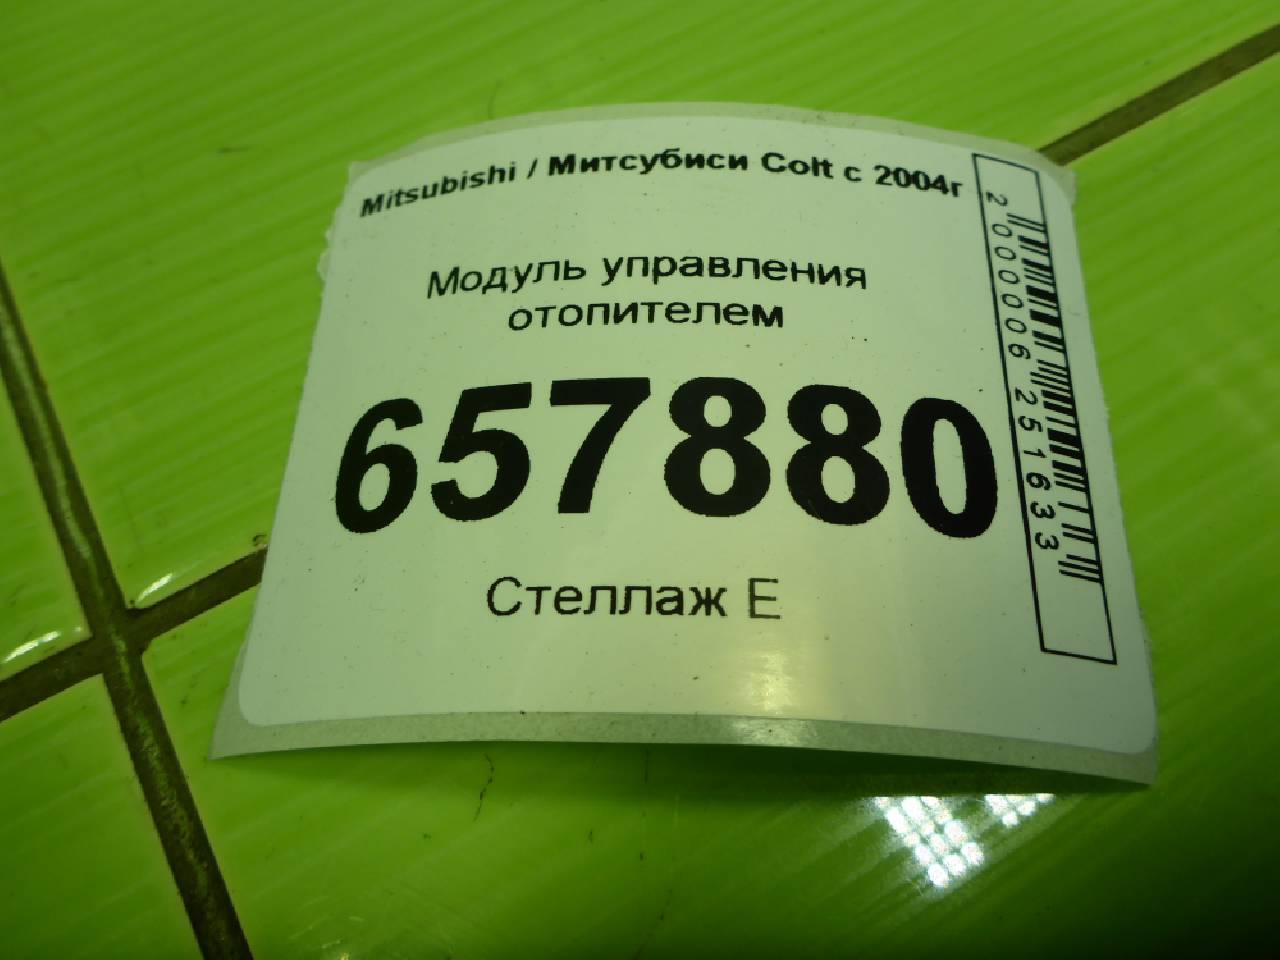 Mitsubishi / Митсубиси Colt с 2004г
Модуль управления
отопителем
657880
Стеллаж Е
2000006251633